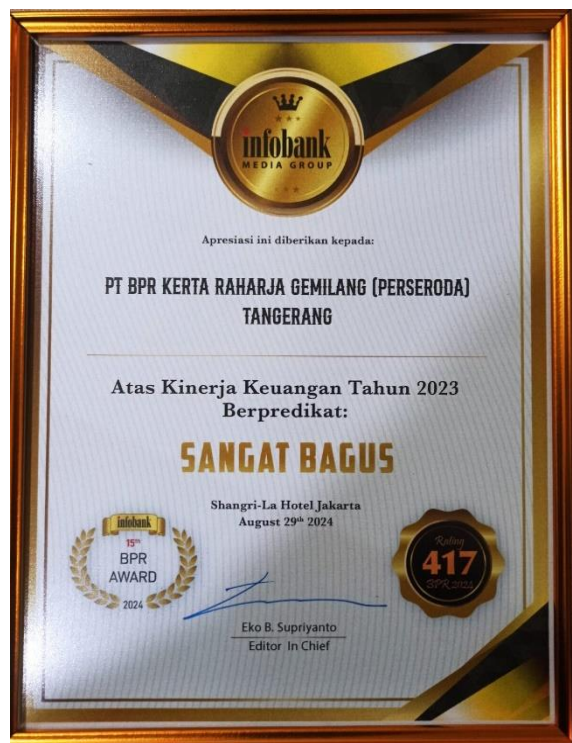 infobank
MEDIA GROUP
Apresiasi ini diberikan kepada:
PT BPR KERTA RAHARJA GEMILANG (PERSERODA)
TANGERANG
Atas Kinerja Keuangan Tahun 2023
Berpredikat:
SANGAT BAGUS
Shangri-La Hotel Jakarta
August 29th 2024
infobank
15TH
BPR
AWARD
2024
Rating
417
BPR 2024
Eko B. Supriyanto
Editor In Chief